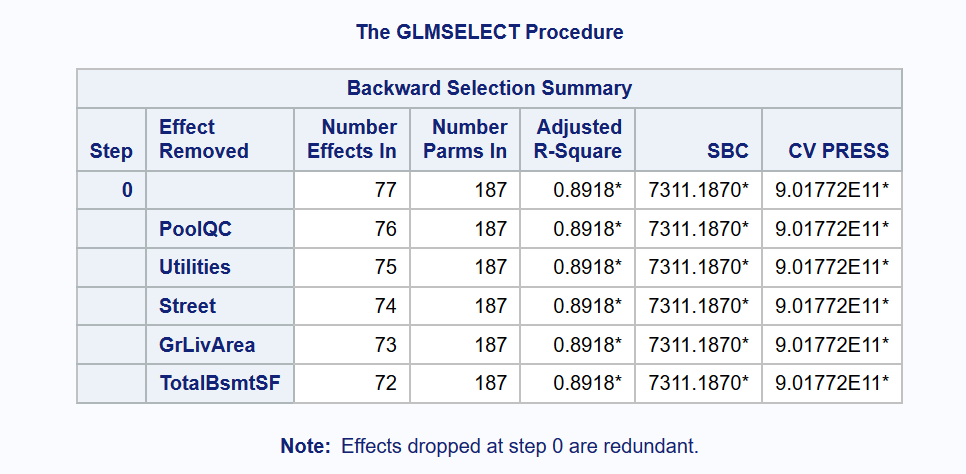 The GLMSELECT Procedure
Backward Selection Summary
Step Effect Removed Number Effects In Number Parms In Adjusted R-Square SBC CV PRESS
0 77 187 0.8918* 7311.1870* 9.01772E11*
PoolQC 76 187 0.8918* 7311.1870* 9.01772E11*
Utilities 75 187 0.8918* 7311.1870* 9.01772E11*
Street 74 187 0.8918* 7311.1870* 9.01772E11*
GrLivArea 73 187 0.8918* 7311.1870* 9.01772E11*
TotalBsmtSF 72 187 0.8918* 7311.1870* 9.01772E11*
Note: Effects dropped at step 0 are redundant.